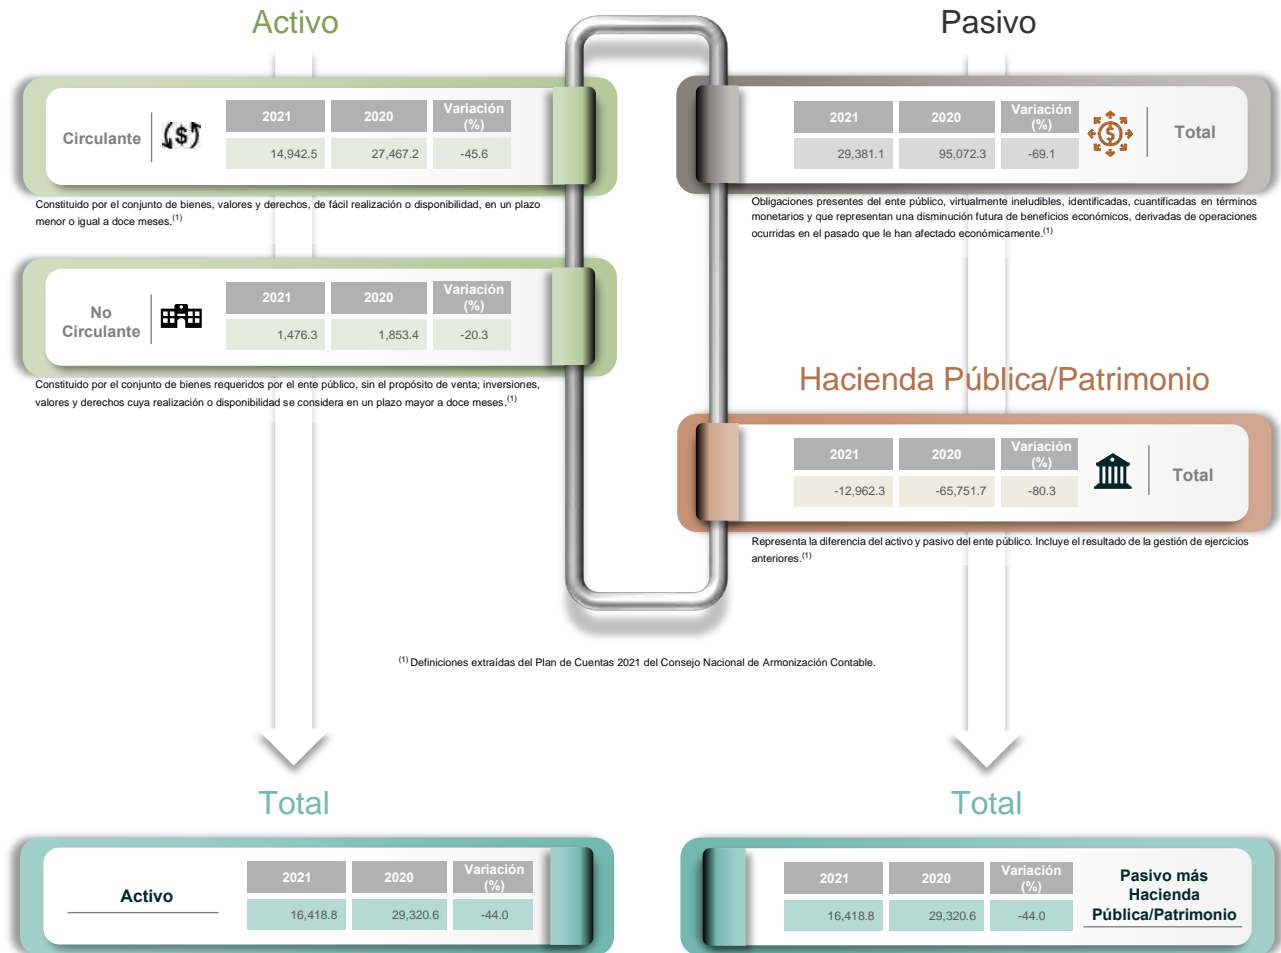 Activo
Circulante
2021 2020 Variación
(%)
14,942.5 27,467.2 -45.6
Constituido por el conjunto de bienes, valores y derechos, de fácil realización o disponibilidad, en un plazo
menor o igual a doce meses.(1)
No
Circulante
2021 2020 Variación
(%)
1,476.3 1,853.4 -20.3
Constituido por el conjunto de bienes requeridos por el ente público, sin el propósito de venta; inversiones,
valores y derechos cuya realización o disponibilidad se considera en un plazo mayor a doce meses.(1)
Pasivo
2021 2020 Variación
(%)
29,381.1 95,072.3 -69.1
Total
Obligaciones presentes del ente público, virtualmente ineludibles, identificadas, cuantificadas en términos
monetarios y que representan una disminución futura de beneficios económicos, derivadas de operaciones
ocurridas en el pasado que le han afectado económicamente.(1)
Hacienda Pública/Patrimonio
2021 2020 Variación
(%)
-12,962.3 -65,751.7 -80.3
Total
Representa la diferencia del activo y pasivo del ente público. Incluye el resultado de la gestión de ejercicios
anteriores.(1)
(1) Definiciones extraídas del Plan de Cuentas 2021 del Consejo Nacional de Armonización Contable.
Total
Activo
2021 2020 Variación
(%)
16,418.8 29,320.6 -44.0
Total
2021 2020 Variación
(%)
16,418.8 29,320.6 -44.0
Pasivo más
Hacienda
Pública/Patrimonio